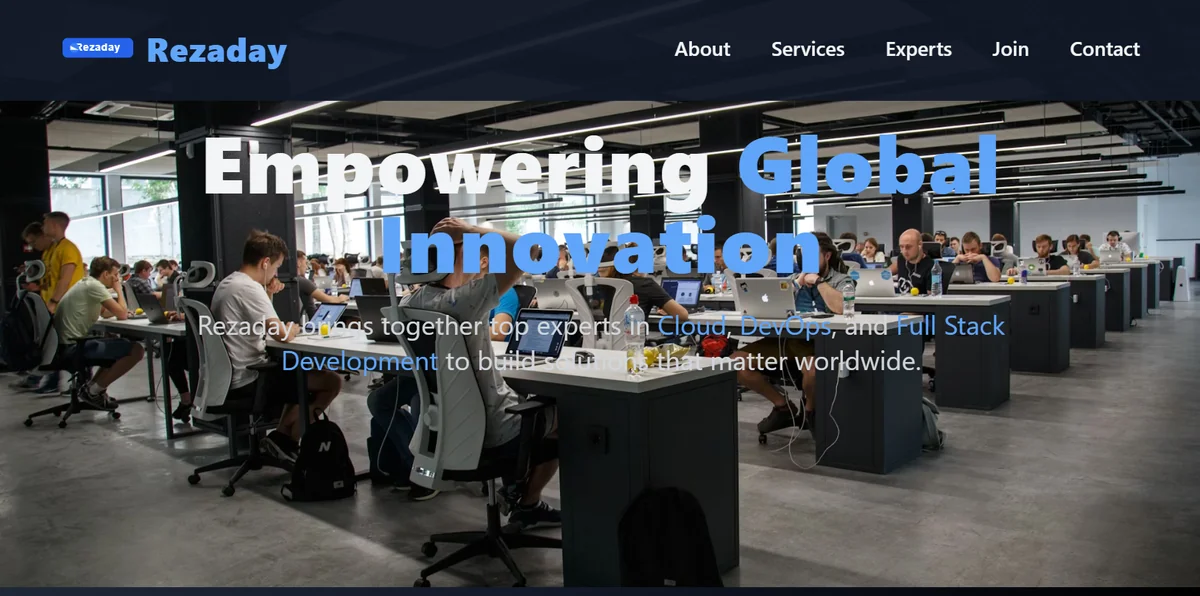 Rezaday
Rezaday
About
Services
Experts
Join
Contact
Empowering Global
Innovation
Rezaday brings together top experts in Cloud, DevOps, and Full Stack
Development to build solutions that matter worldwide.
N